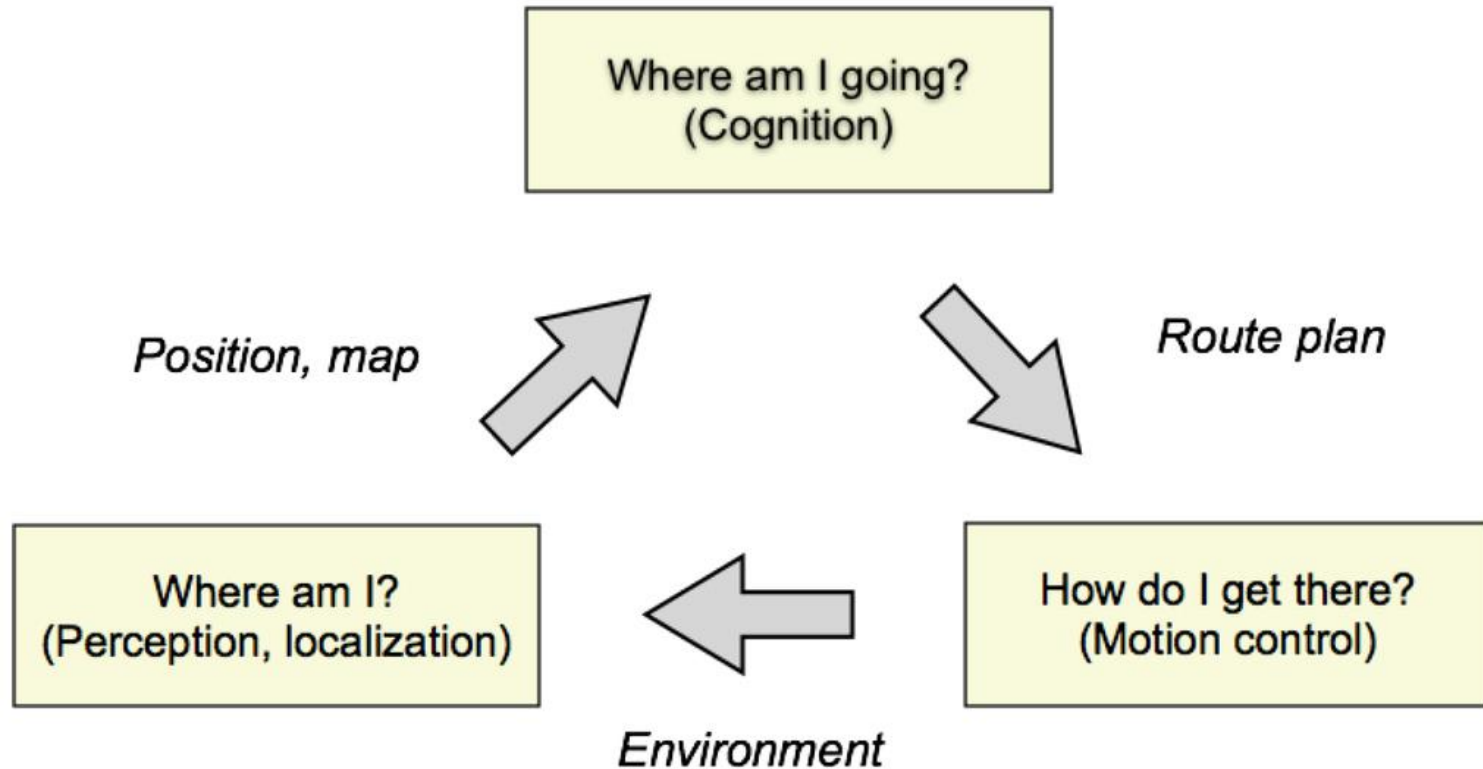 Where am I going?
(Cognition)
Position, map
Route plan
Where am I?
(Perception, localization)
How do I get there?
(Motion control)
Environment